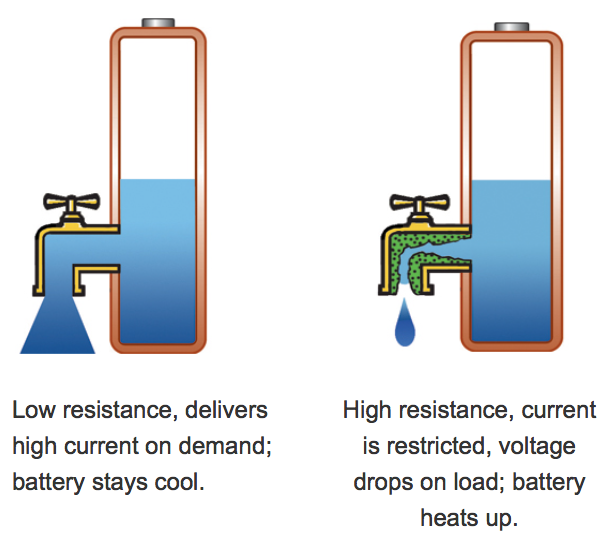 Low resistance, delivers
high current on demand;
battery stays cool.
High resistance, current
is restricted, voltage
drops on load; battery
heats up.